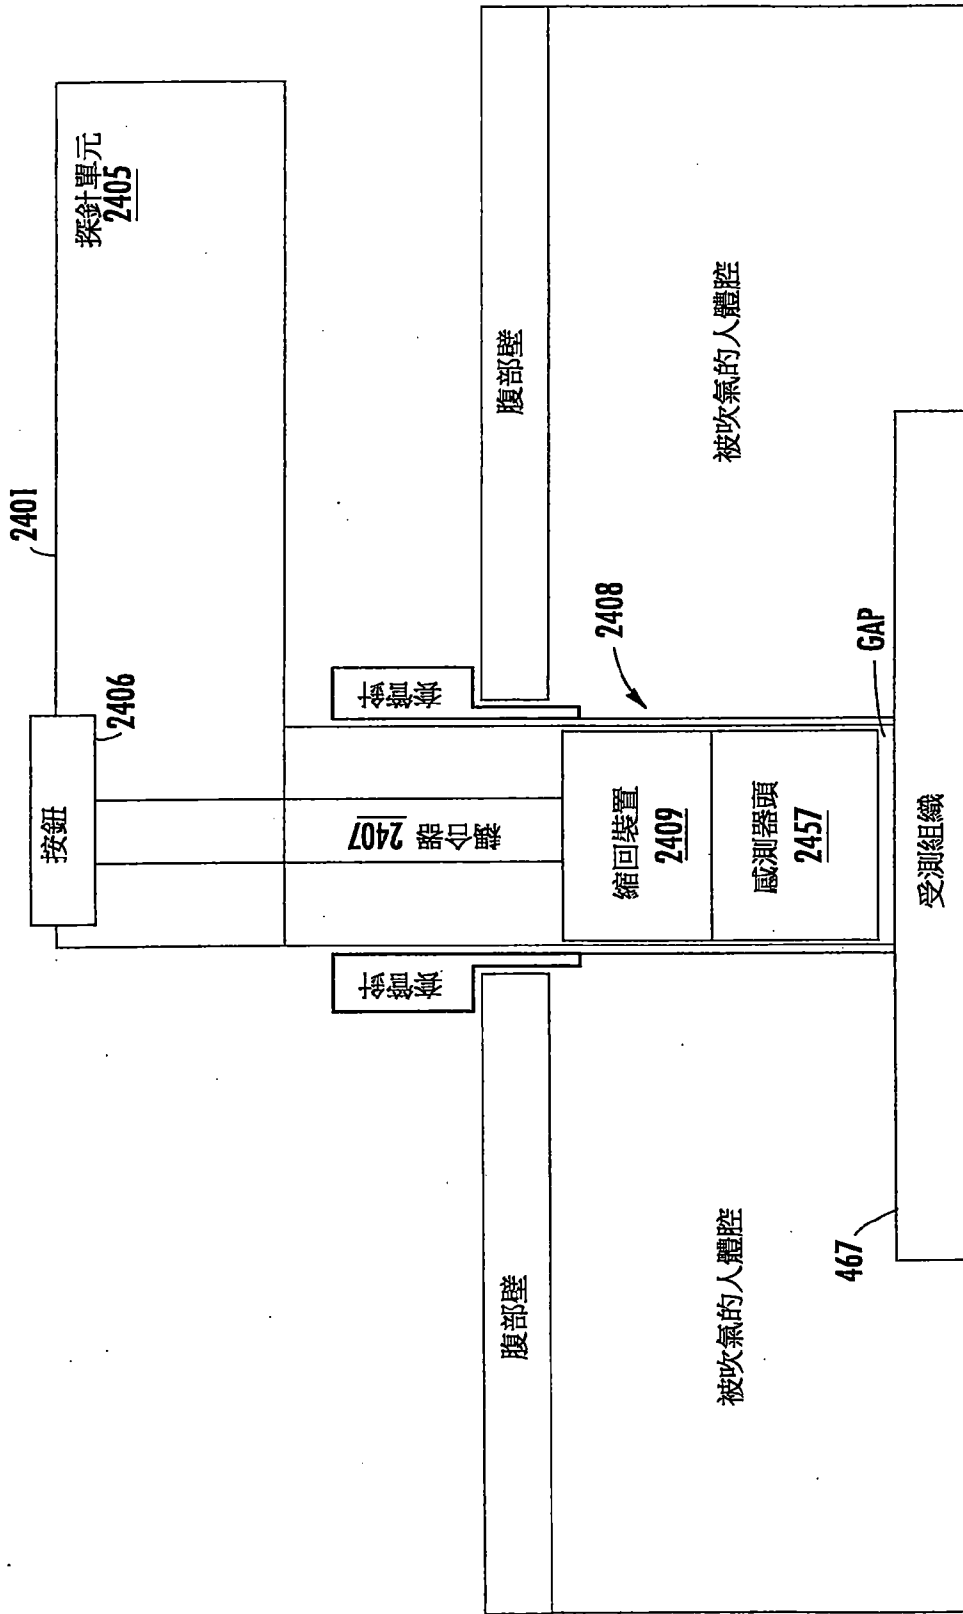 按鈕
2406
2401
探針單元
2405
套管針
套管針
耦合器 2407
腹部壁
腹部壁
2408
縮回裝置
2409
感測器頭
2457
被吹氣的人體腔
被吹氣的人體腔
GAP
467
受測組織